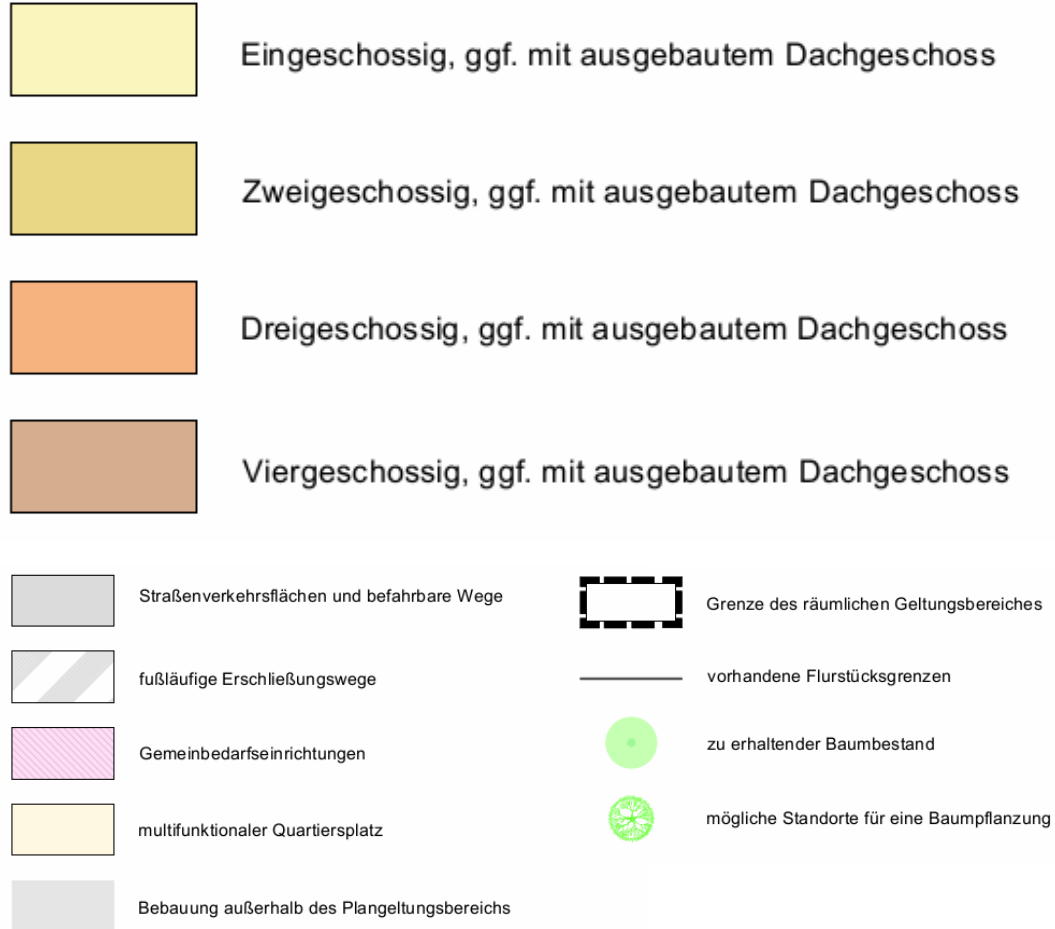 Eingeschossig, ggf. mit ausgebautem Dachgeschoss
Zweigeschossig, ggf. mit ausgebautem Dachgeschoss
Dreigeschossig, ggf. mit ausgebautem Dachgeschoss
Viergeschossig, ggf. mit ausgebautem Dachgeschoss
Straßenverkehrsflächen und befahrbare Wege
fußläufige Erschließungswege
Gemeinbedarfseinrichtungen
multifunktionaler Quartiersplatz
Bebauung außerhalb des Plangeltungsbereichs
Grenze des räumlichen Geltungsbereiches
vorhandene Flurstücksgrenzen
zu erhaltender Baumbestand
mögliche Standorte für eine Baumpflanzung